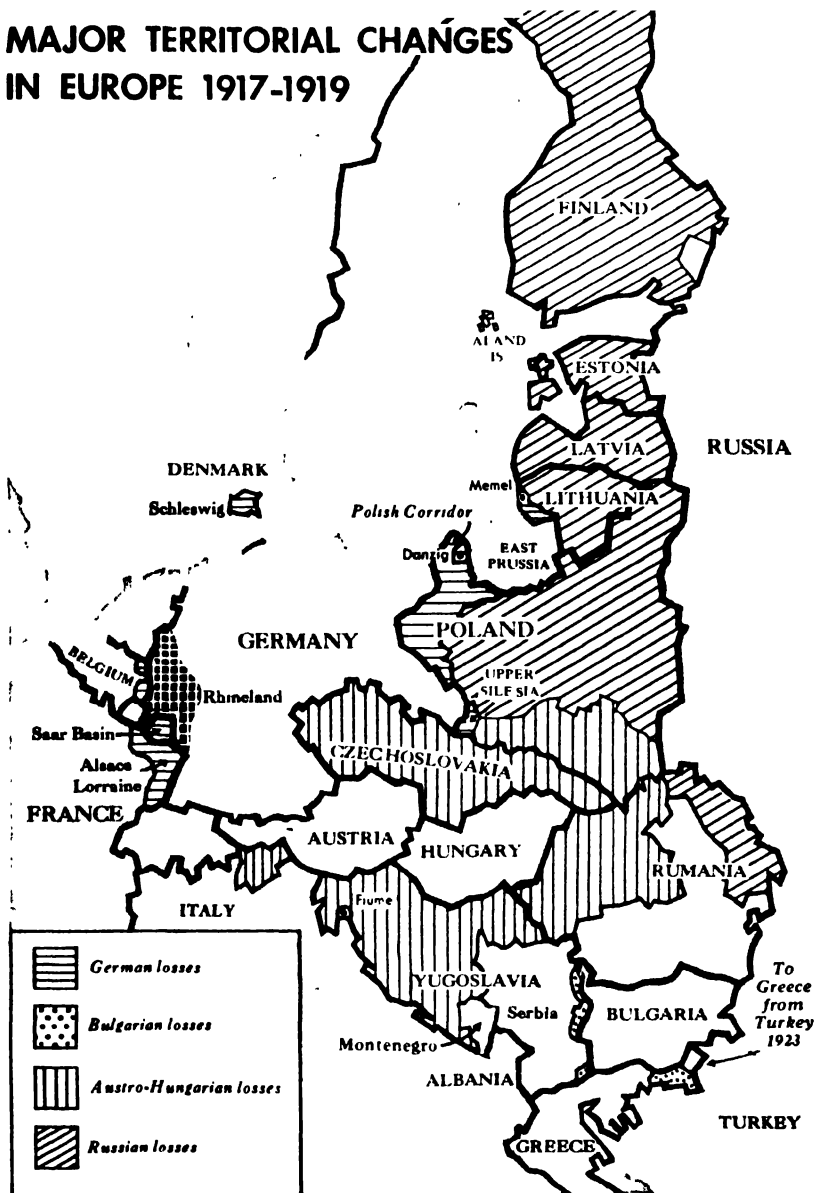 MAJOR TERRITORIAL CHANGES
IN EUROPE 1917-1919
FINLAND
ALAND
IS
ESTONIA
LATVIA
RUSSIA
DENMARK
Memel
LITHUANIA
Schleswig
Polish Corridor
Danzig
EAST
PRUSSIA
GERMANY
POLAND
BELGIUM
Rhineland
UPPER
SILESIA
Saar Basin
CZECHOSLOVAKIA
Alsace
Lorraine
FRANCE
AUSTRIA
HUNGARY
RUMANIA
ITALY
Fiume
German losses
YUGOSLAVIA
To
Greece
from
Turkey
1923
Serbia
BULGARIA
Bulgarian losses
Montenegro
ALBANIA
Austro-Hungarian losses
TURKEY
GREECE
Russian losses